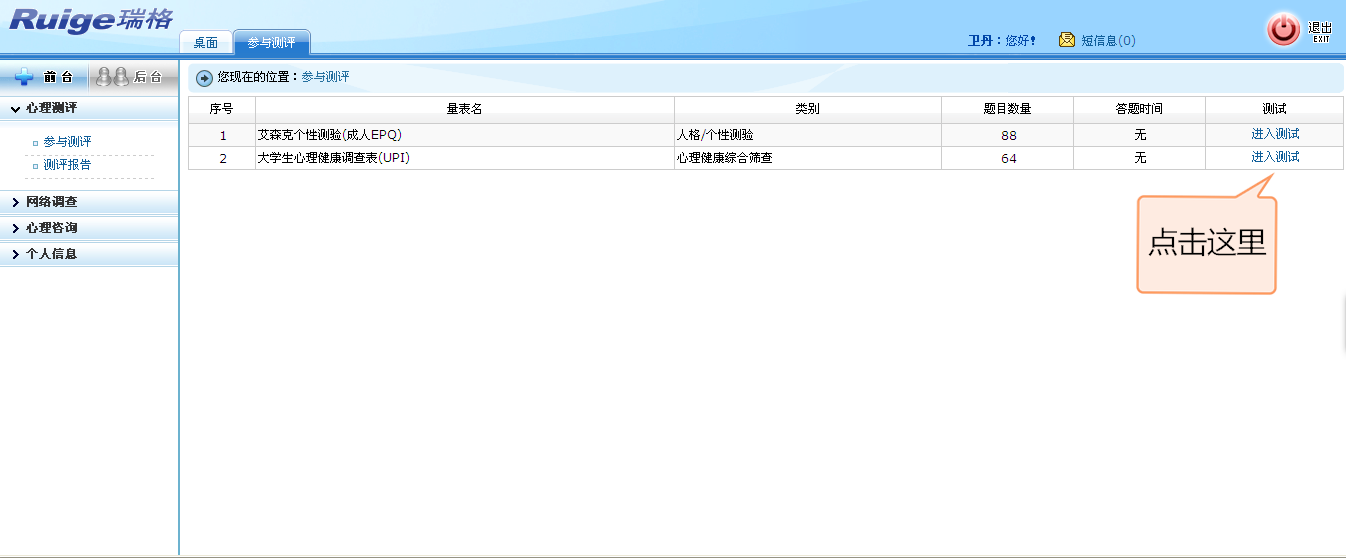 Ruige瑞格
桌面 参与测评 卫丹：您好！ 短信息(0) 退出 EXIT
前台 后台
您现在的位置：参与测评
心理测评
参与测评
测评报告
网络调查
心理咨询
个人信息
序号 量表名 类别 题目数量 答题时间 测试
1 艾森克个性测验(成人EPQ) 人格/个性测验 88 无 进入测试
2 大学生心理健康调查表(UPI) 心理健康综合筛查 64 无 进入测试
点击这里